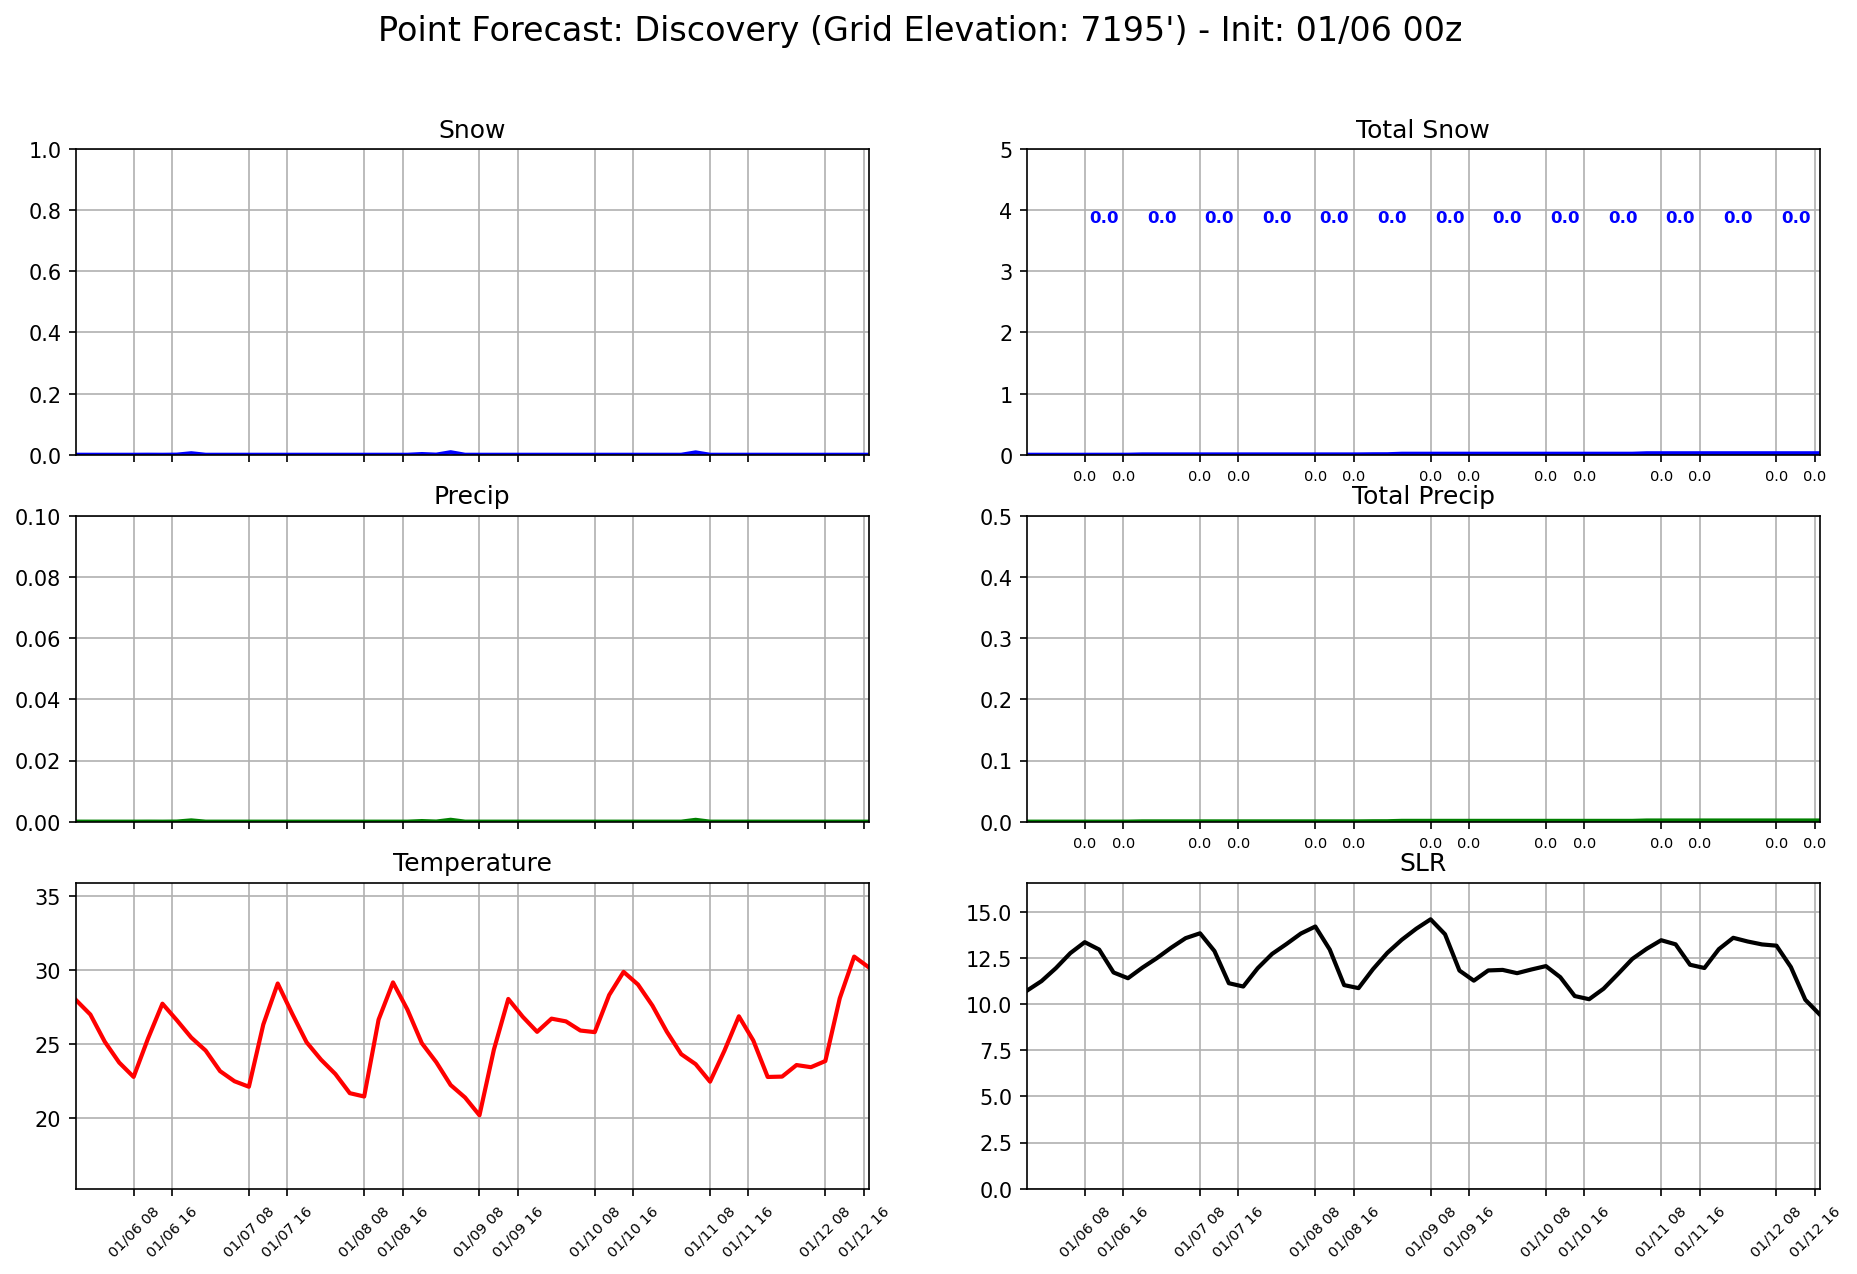 Point Forecast: Discovery (Grid Elevation: 7195') - Init: 01/06 00z
Snow
1.0
0.8
0.6
0.4
0.2
0.0
Total Snow
5
4
3
2
1
0
0.0 0.0 0.0 0.0 0.0 0.0 0.0 0.0 0.0 0.0 0.0 0.0 0.0
0.0 0.0 0.0 0.0 0.0 0.0 0.0 0.0 0.0 0.0 0.0 0.0 0.0 0.0
Precip
0.10
0.08
0.06
0.04
0.02
0.00
Total Precip
0.5
0.4
0.3
0.2
0.1
0.0
0.0 0.0 0.0 0.0 0.0 0.0 0.0 0.0 0.0 0.0 0.0 0.0 0.0 0.0
Temperature
35
30
25
20
01/06 08 01/06 16 01/07 08 01/07 16 01/08 08 01/08 16 01/09 08 01/09 16 01/10 08 01/10 16 01/11 08 01/11 16 01/12 08 01/12 16
SLR
15.0
12.5
10.0
7.5
5.0
2.5
0.0
01/06 08 01/06 16 01/07 08 01/07 16 01/08 08 01/08 16 01/09 08 01/09 16 01/10 08 01/10 16 01/11 08 01/11 16 01/12 08 01/12 16